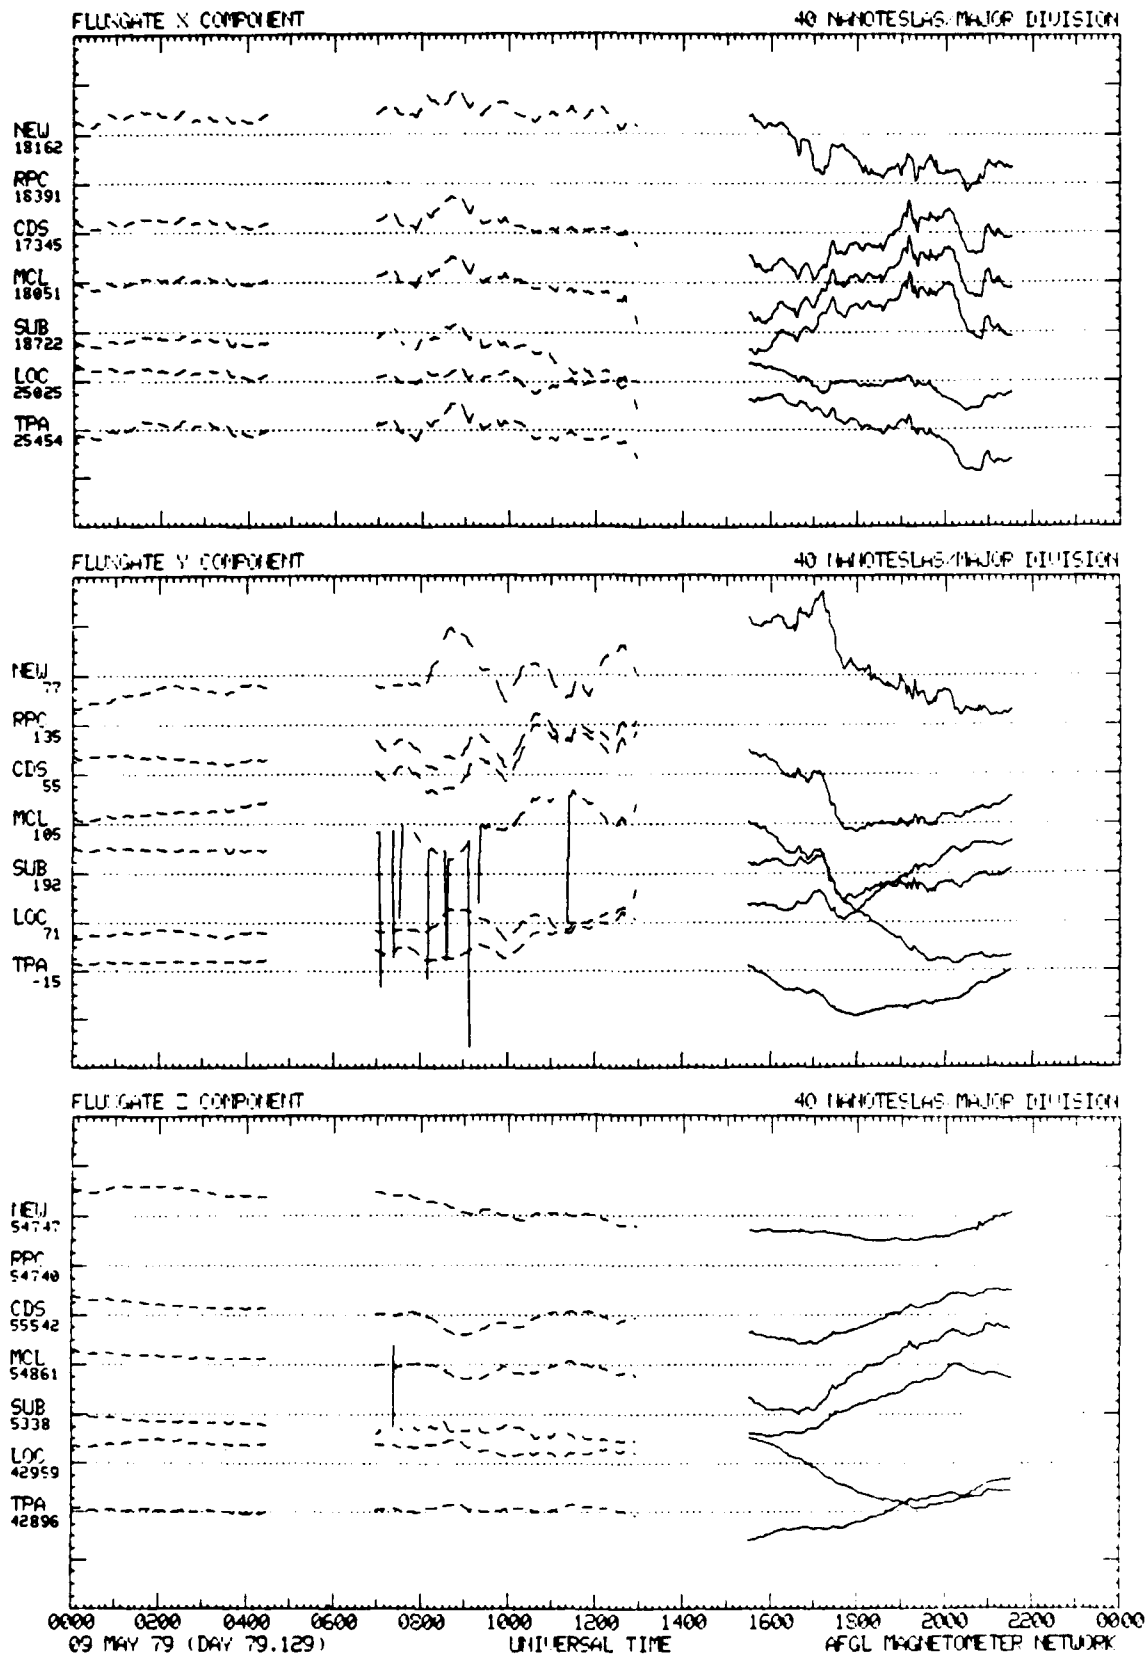 FLUXGATE X COMPONENT 40 NANOTESLAS/MAJOR DIVISION
NEW
18162
RPC
18391
CDS
17345
MCL
18051
SUB
18722
LOC
25025
TPA
25454
FLUXGATE Y COMPONENT 40 NANOTESLAS/MAJOR DIVISION
NEW
77
RPC
135
CDS
55
MCL
105
SUB
192
LOC
71
TPA
-15
FLUXGATE Z COMPONENT 40 NANOTESLAS/MAJOR DIVISION
NEW
54747
RPC
54740
CDS
55542
MCL
54861
SUB
5338
LOC
42959
TPA
42896
0000 0200 0400 0600 0800 1000 1200 1600 1800 2000 2200 0000
09 MAY 79 (DAY 79.129) UNIVERSAL TIME AFGL MAGNETOMETER NETWORK